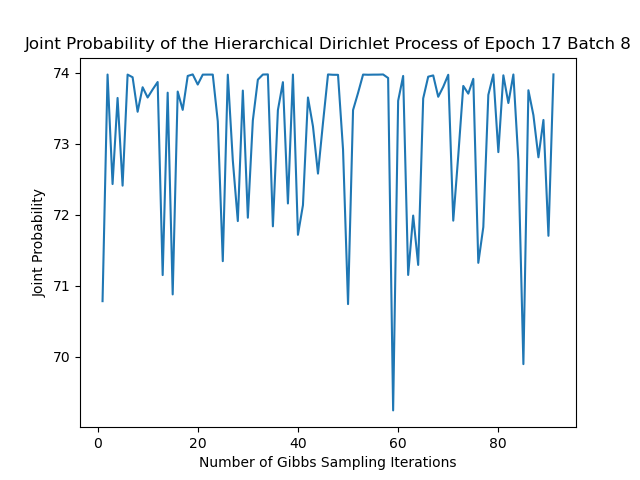 Joint Probability of the Hierarchical Dirichlet Process of Epoch 17 Batch 8
74
73
72
71
70
Joint Probability
0 20 40 60 80
Number of Gibbs Sampling Iterations